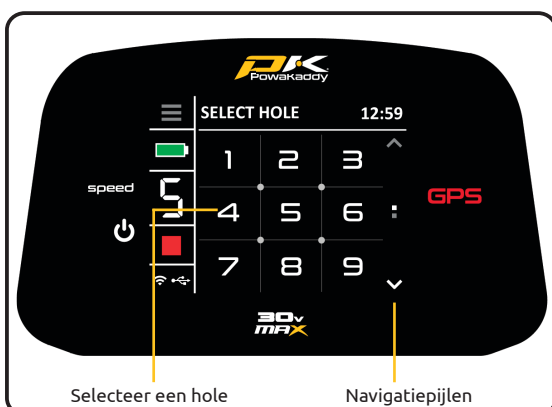 PK
PowaKaddy
SELECT HOLE 12:59
1 2 3
speed 5 GPS
4 5 6
7 8 9
30v
MAX
Selecteer een hole Navigatiepijlen